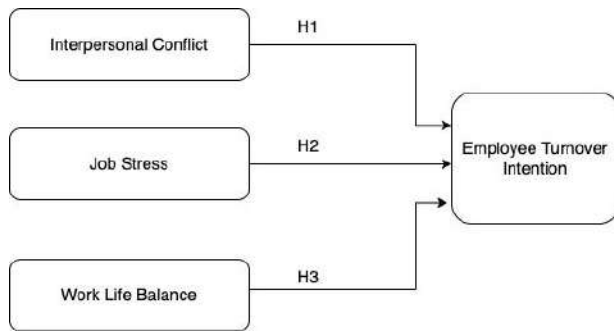 Interpersonal Conflict
H1
Job Stress
H2
Employee Turnover
Intention
Work Life Balance
H3